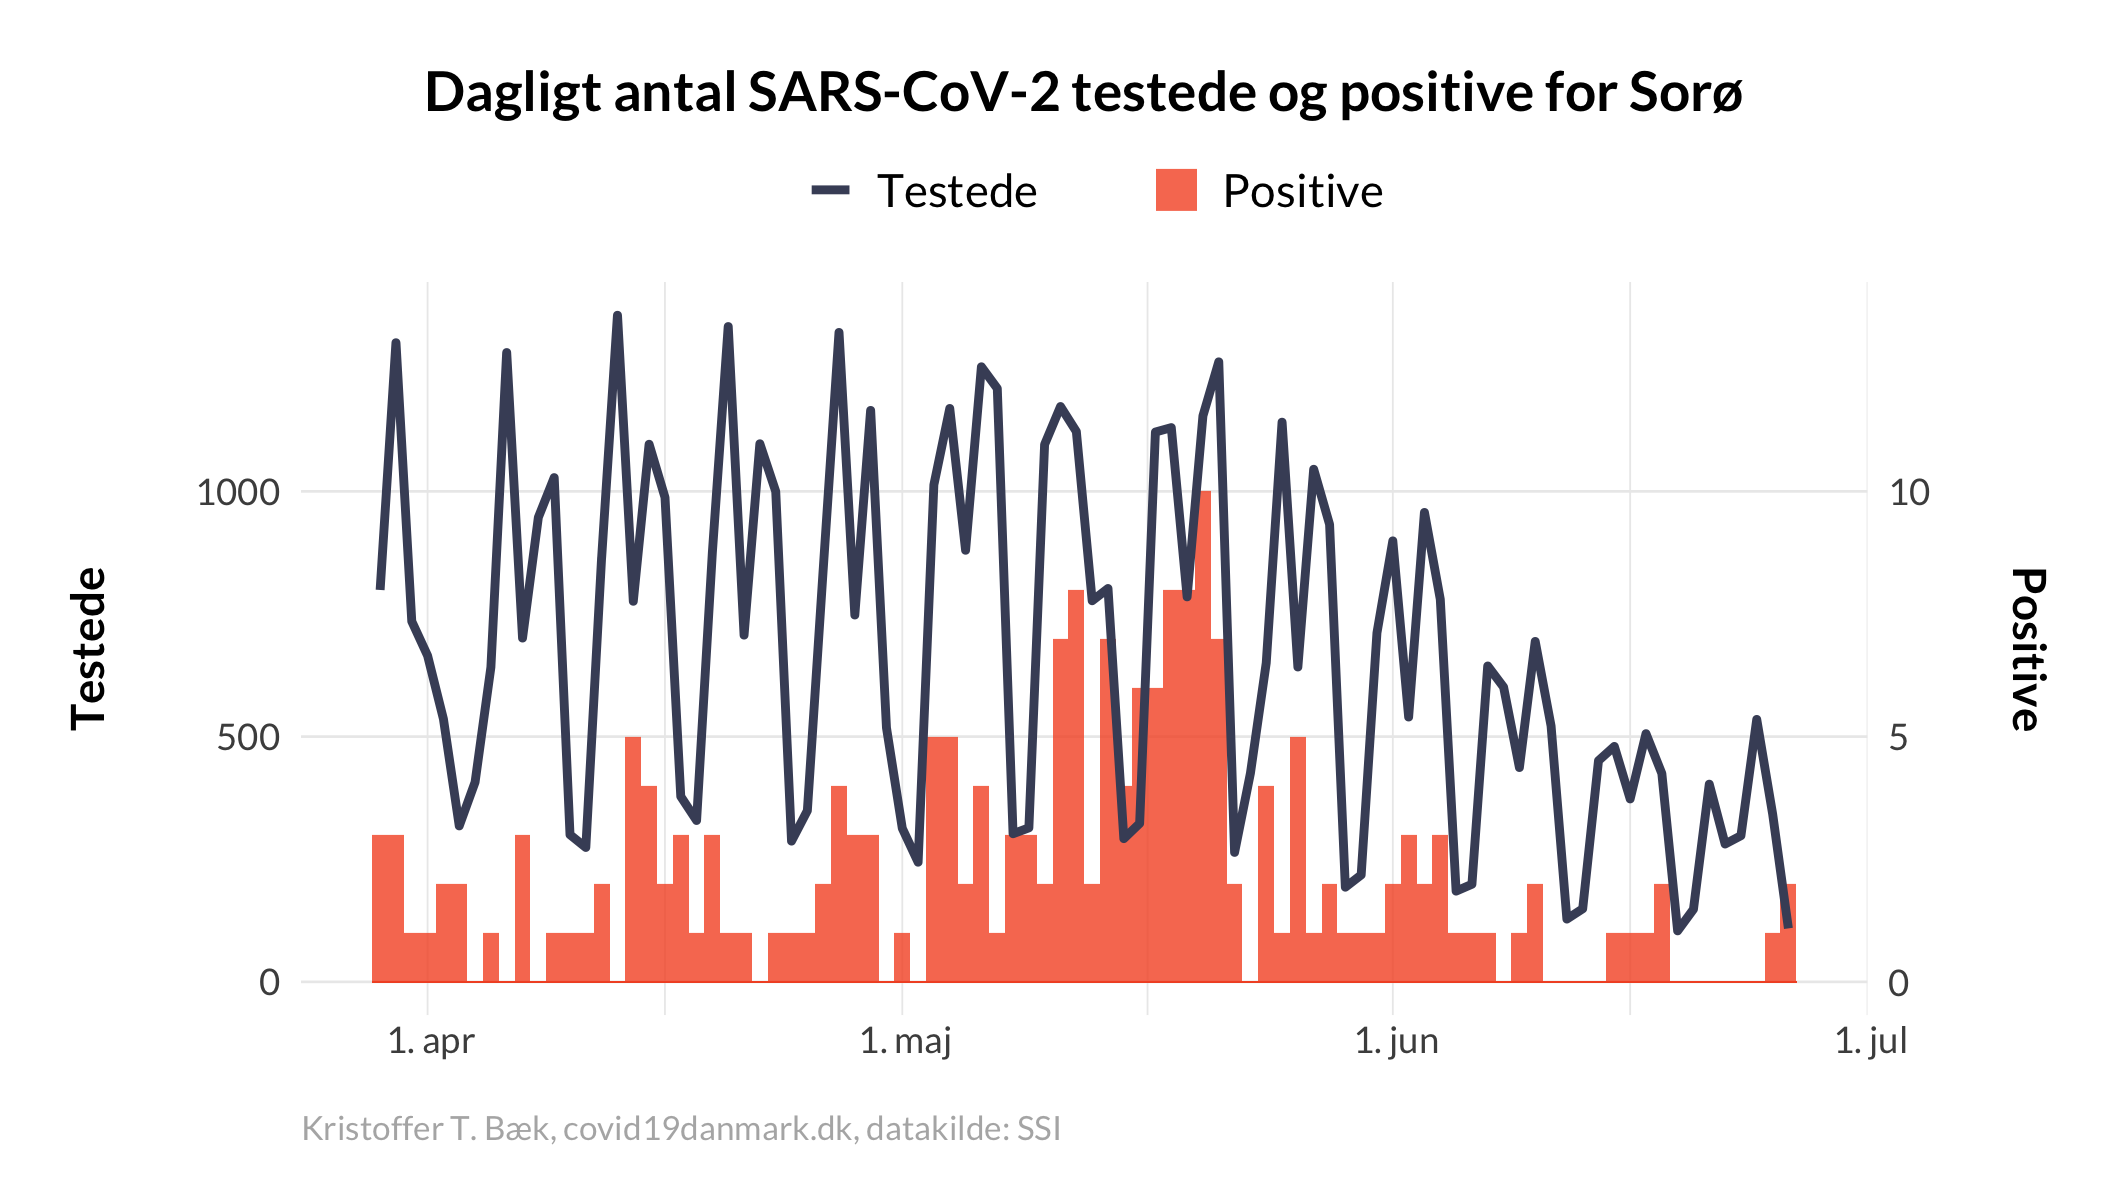 Dagligt antal SARS-CoV-2 testede og positive for Sorø
Testede
Positive
1000
500
0
Testede
10
5
0
Positive
1. apr
1. maj
1. jun
1. jul
Kristoffer T. Bæk, covid19danmark.dk, datakilde: SSI